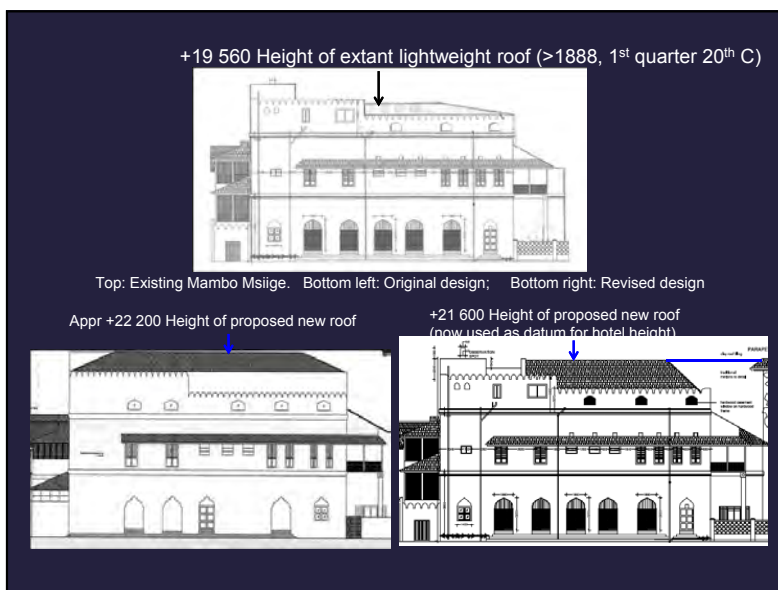 +19 560 Height of extant lightweight roof (>1888, 1st quarter 20th C)
Top: Existing Mambo Msiige. Bottom left: Original design; Bottom right: Revised design
Appr +22 200 Height of proposed new roof
+21 600 Height of proposed new roof
(now used as datum for hotel height)